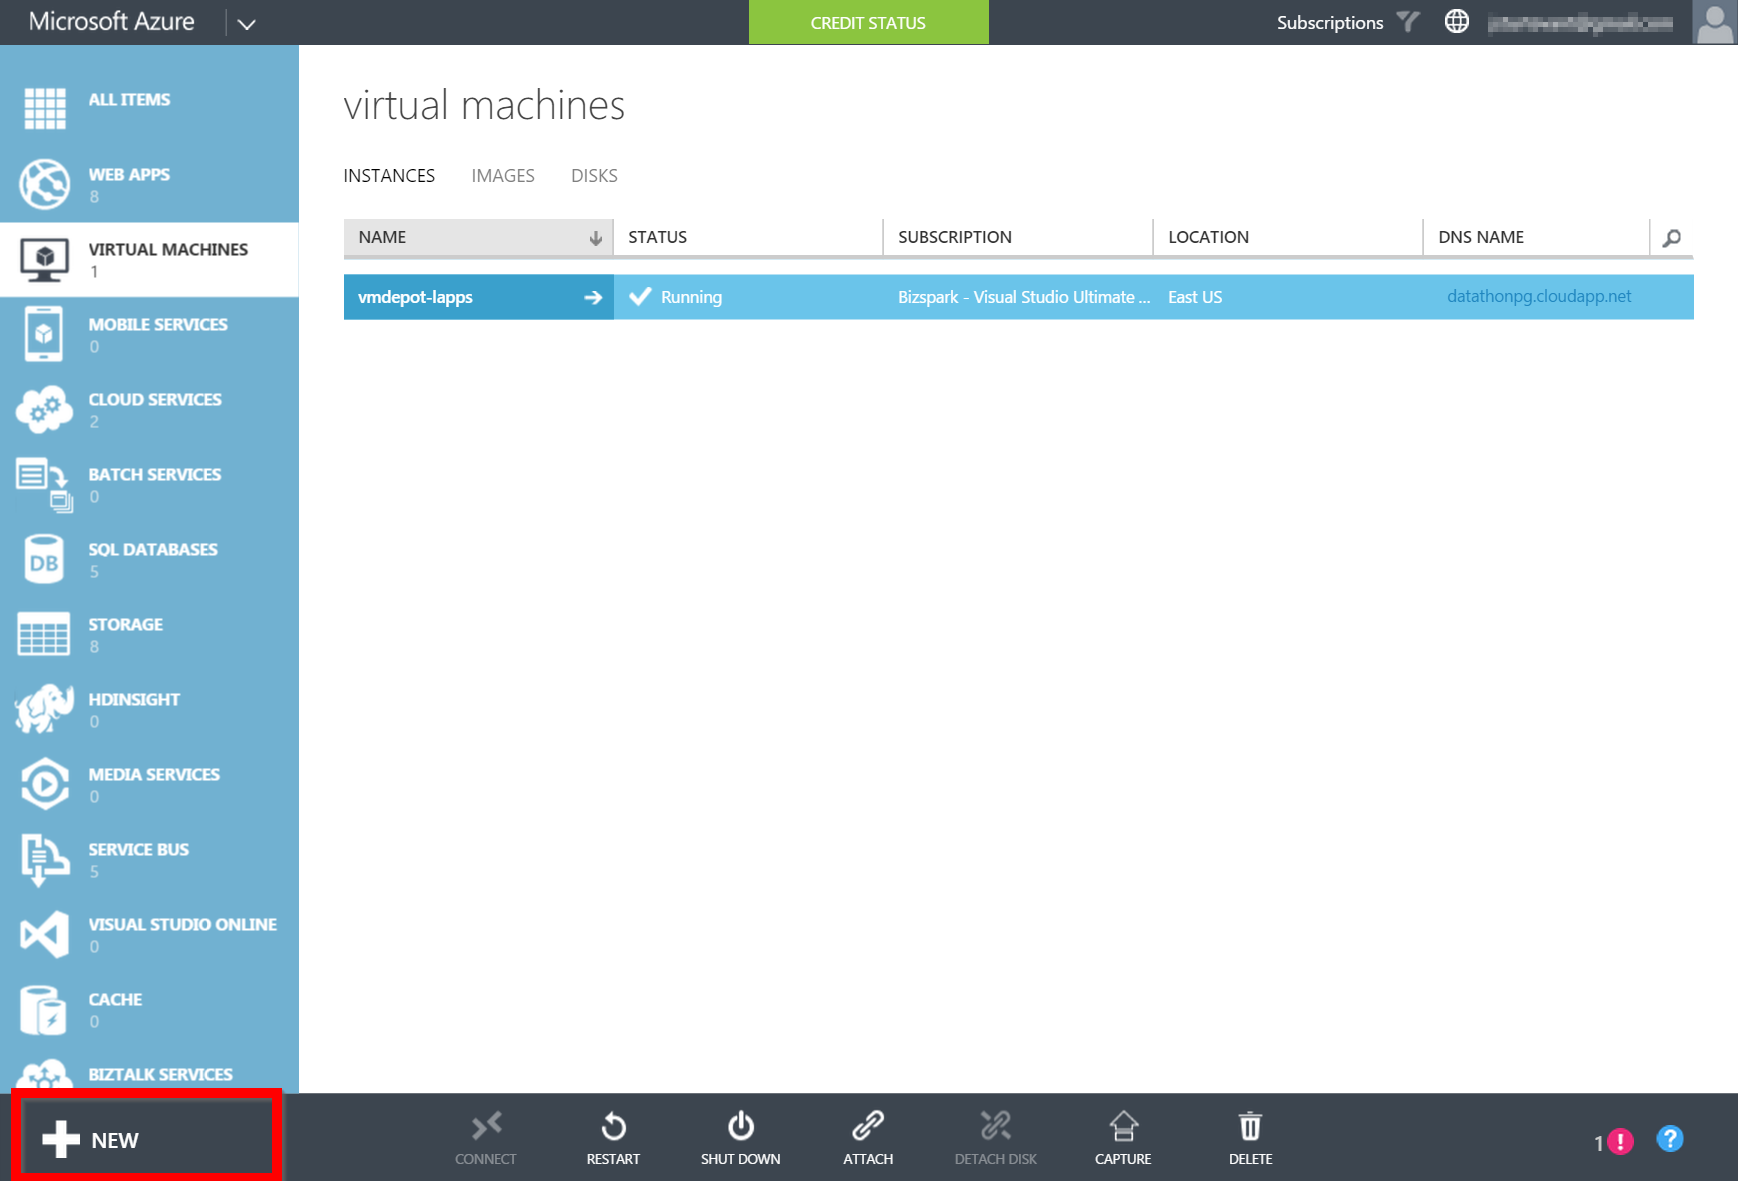 Microsoft Azure
CREDIT STATUS
Subscriptions
ALL ITEMS
WEB APPS
8
VIRTUAL MACHINES
1
MOBILE SERVICES
0
CLOUD SERVICES
2
BATCH SERVICES
0
DB
SQL DATABASES
5
STORAGE
8
HDINSIGHT
0
MEDIA SERVICES
0
SERVICE BUS
5
VISUAL STUDIO ONLINE
0
CACHE
0
BIZTALK SERVICES
NEW
virtual machines
INSTANCES IMAGES DISKS
NAME STATUS SUBSCRIPTION LOCATION DNS NAME
vmdepot-lapps Running Bizspark - Visual Studio Ultimate ... East US datathonpg.cloudapp.net
CONNECT RESTART SHUT DOWN ATTACH DETACH DISK CAPTURE DELETE
1 ! ?